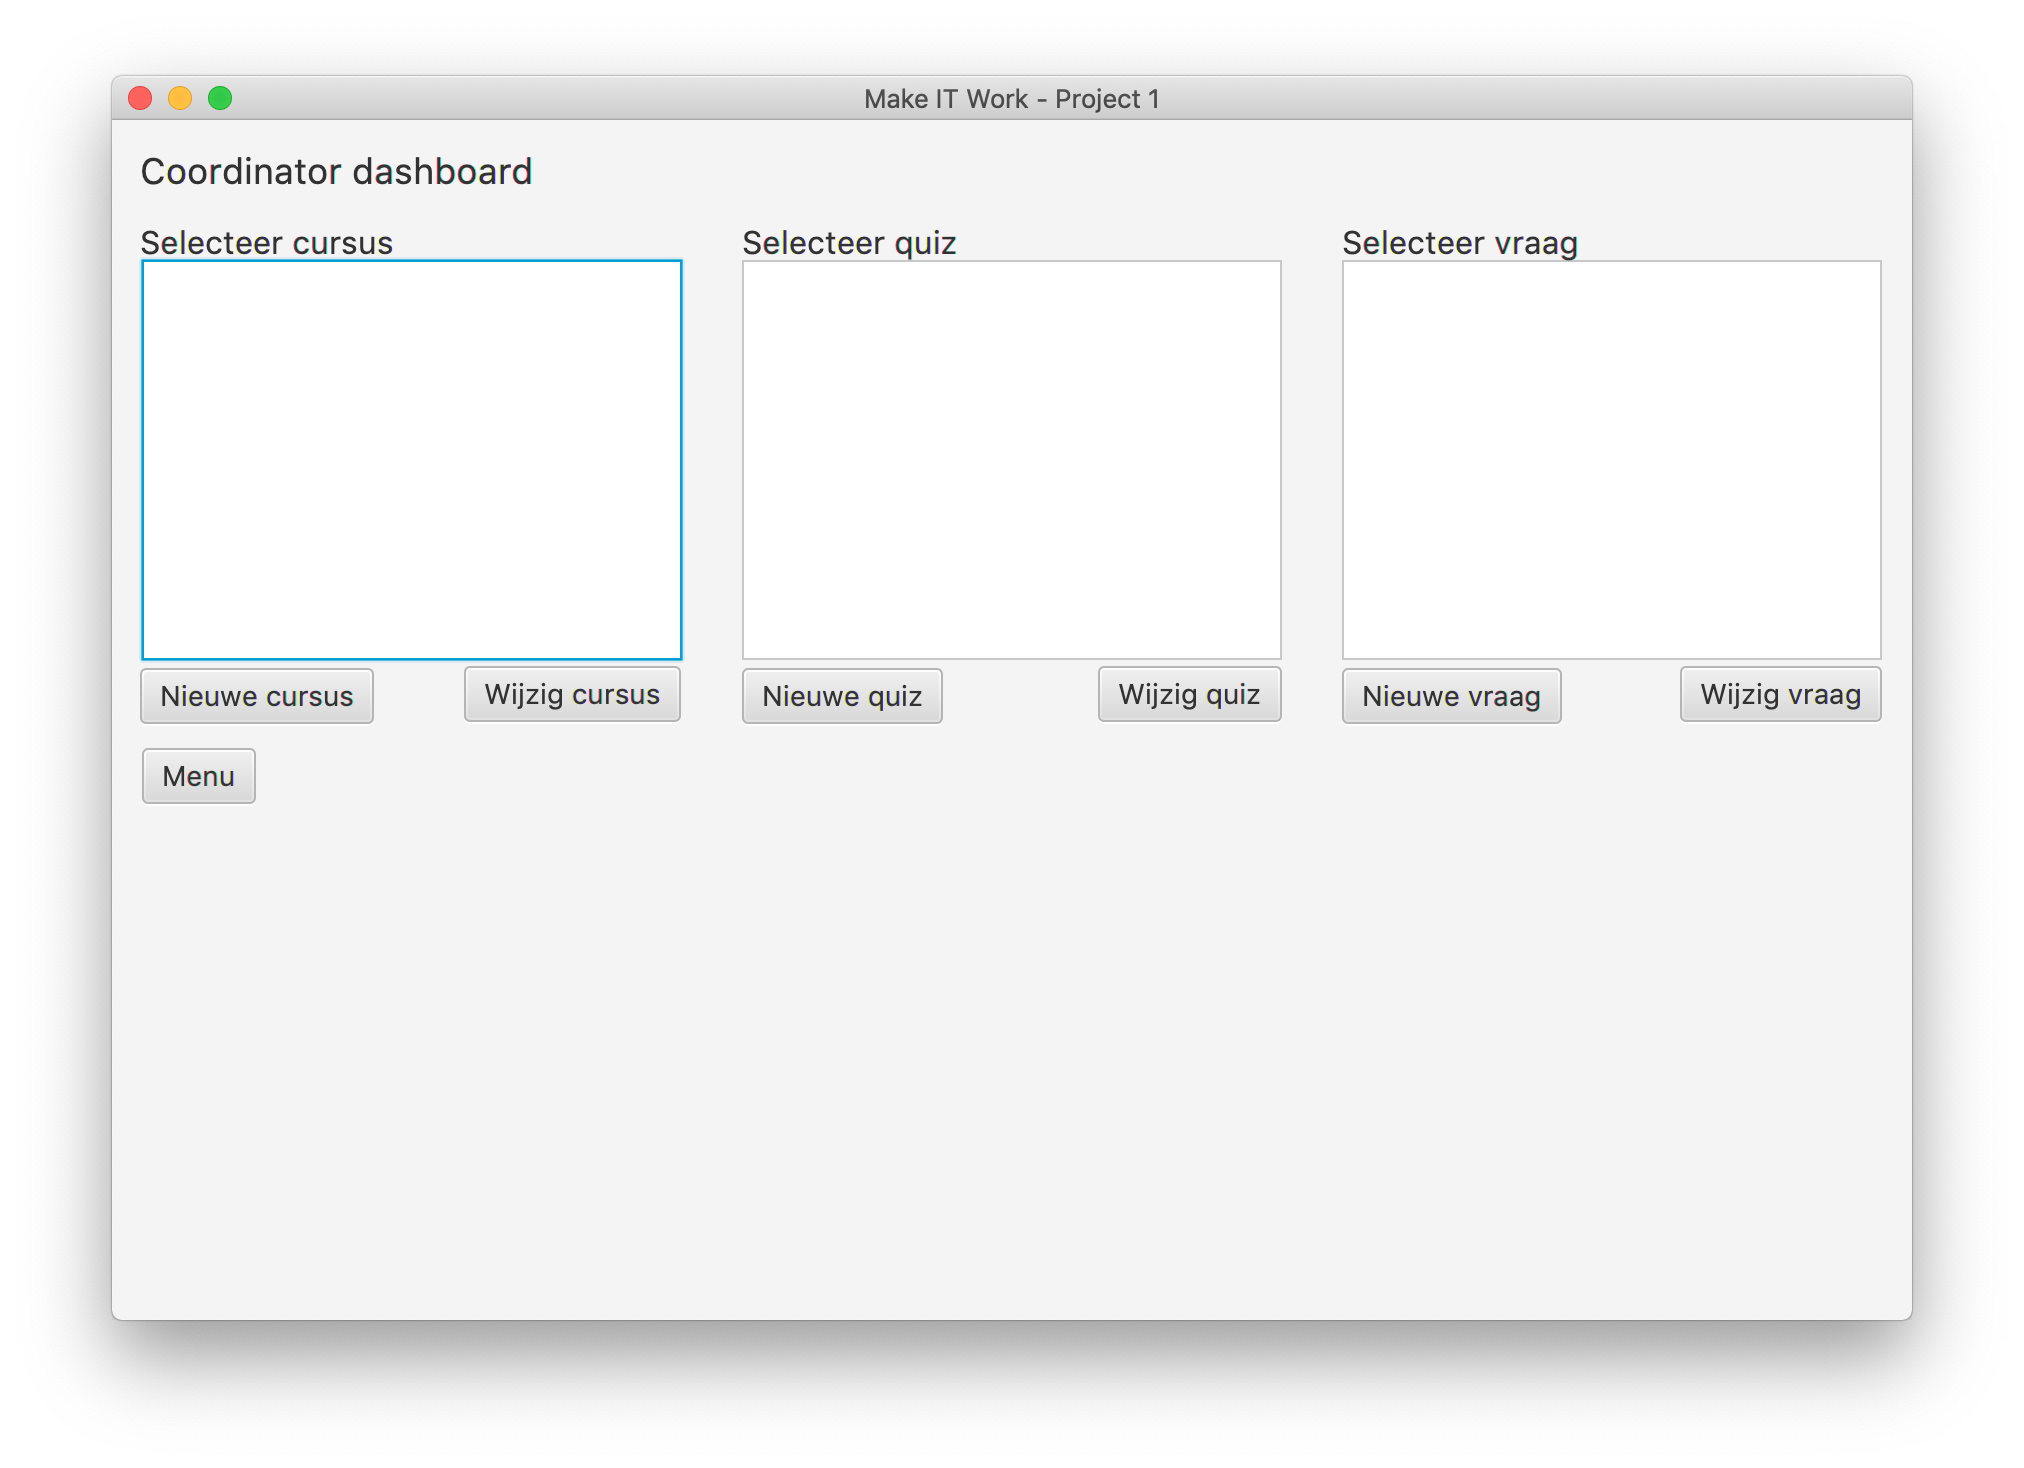 Make IT Work - Project 1
Coordinator dashboard
Selecteer cursus
Selecteer quiz
Selecteer vraag
Nieuwe cursus
Wijzig cursus
Nieuwe quiz
Wijzig quiz
Nieuwe vraag
Wijzig vraag
Menu